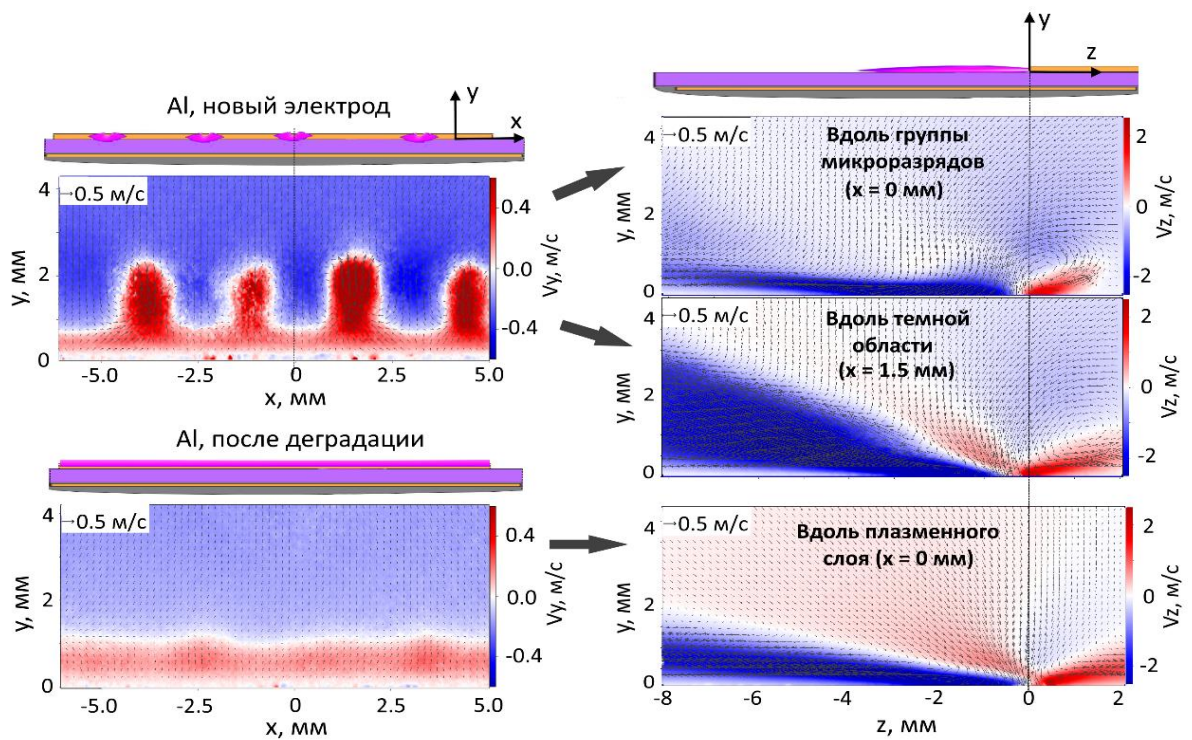 Al, новый электрод
y
x
→0.5 м/с
4
2
0
y, мм
-5.0
-2.5
0
2.5
5.0
x, мм
0.4
0.0
-0.4
Vy, м/с
Al, после деградации
→0.5 м/с
4
2
0
y, мм
-5.0
-2.5
0
2.5
5.0
x, мм
0.4
0.0
-0.4
Vy, м/с
y
z
→0.5 м/с
Вдоль группы
микроразрядов
(x = 0 мм)
4
2
0
y, мм
2
0
-2
Vz, м/с
→0.5 м/с
Вдоль темной
области
(x = 1.5 мм)
4
2
0
y, мм
2
0
-2
Vz, м/с
→0.5 м/с
Вдоль плазменного
слоя (x = 0 мм)
4
2
0
y, мм
-8
-6
-4
-2
0
2
z, мм
2
0
-2
Vz, м/с